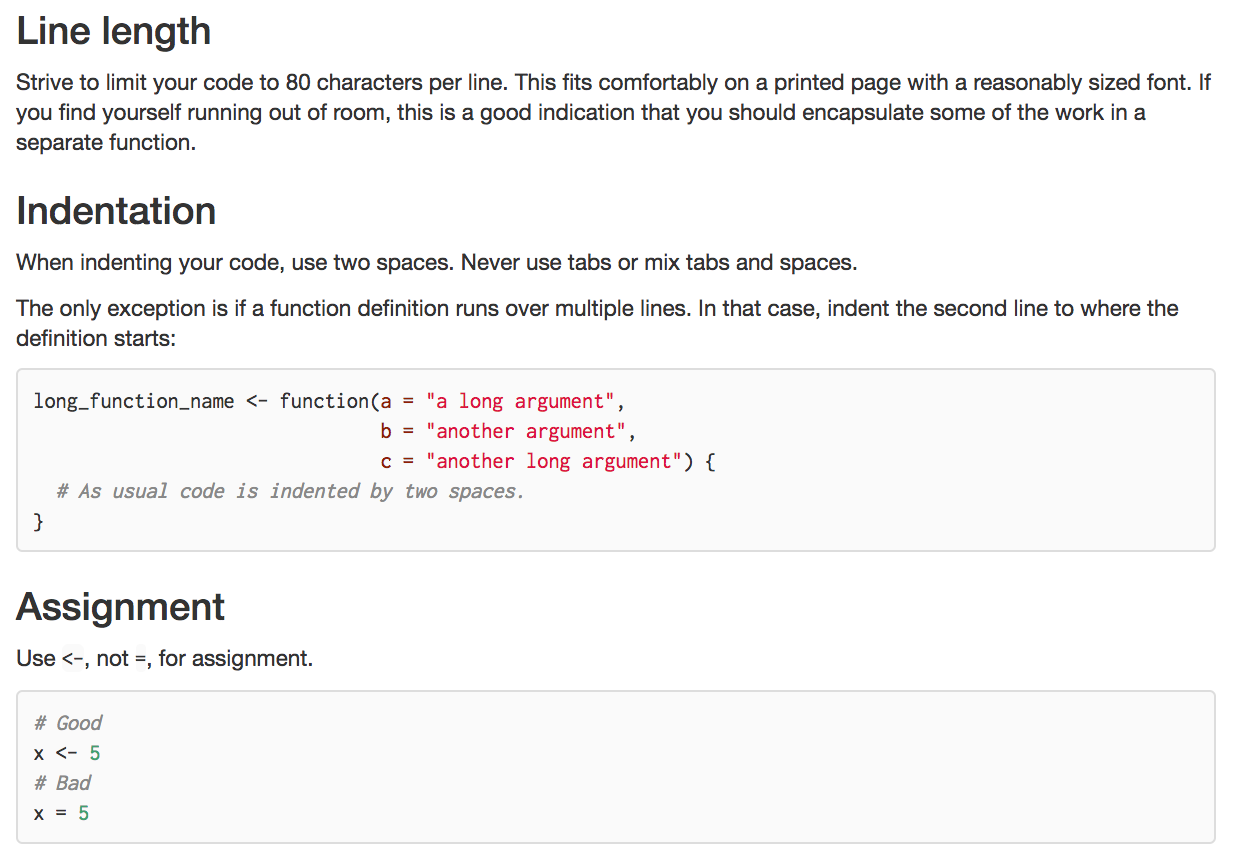 Line length
Strive to limit your code to 80 characters per line. This fits comfortably on a printed page with a reasonably sized font. If
you find yourself running out of room, this is a good indication that you should encapsulate some of the work in a
separate function.
Indentation
When indenting your code, use two spaces. Never use tabs or mix tabs and spaces.
The only exception is if a function definition runs over multiple lines. In that case, indent the second line to where the
definition starts:
long_function_name <- function(a = "a long argument",
                               b = "another argument",
                               c = "another long argument") {
  # As usual code is indented by two spaces.
}
Assignment
Use <-, not =, for assignment.
# Good
x <- 5
# Bad
x = 5